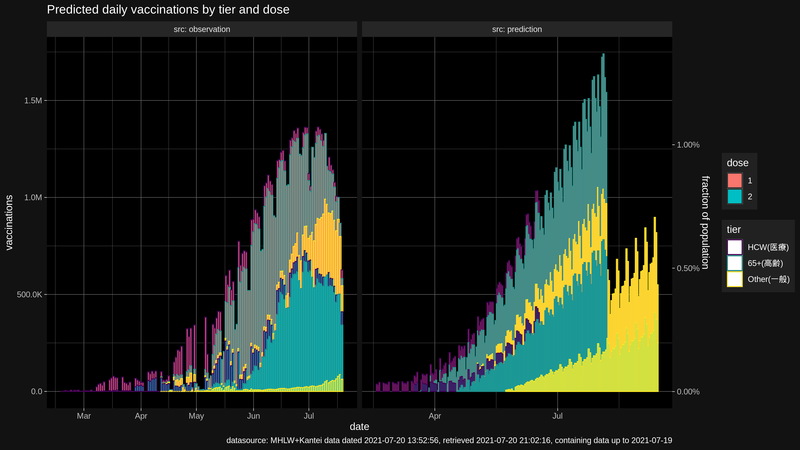 Predicted daily vaccinations by tier and dose
src: observation
src: prediction
1.5M
1.0M
500.0K
0.0
vaccinations
Mar
Apr
May
Jun
Jul
Apr
Jul
date
1.00%
0.50%
0.00%
fraction of population
dose
1
2
tier
HCW(医療)
65+(高齢)
Other(一般)
datasource: MHLW+Kantei data dated 2021-07-20 13:52:56, retrieved 2021-07-20 21:02:16, containing data up to 2021-07-19